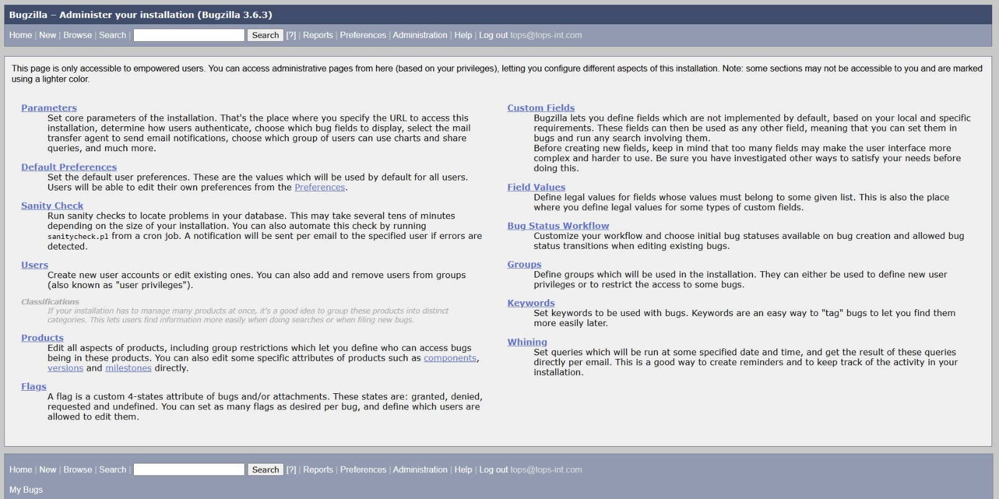 Bugzilla – Administer your installation (Bugzilla 3.6.3)
Home | New | Browse | Search | Search [?] | Reports | Preferences | Administration | Help | Log out tops@tops-int.com
This page is only accessible to empowered users. You can access administrative pages from here (based on your privileges), letting you configure different aspects of this installation. Note: some sections may not be accessible to you and are marked
using a lighter color.
Parameters
Set core parameters of the installation. That's the place where you specify the URL to access this
installation, determine how users authenticate, choose which bug fields to display, select the mail
transfer agent to send email notifications, choose which group of users can use charts and share
queries, and much more.
Default Preferences
Set the default user preferences. These are the values which will be used by default for all users.
Users will be able to edit their own preferences from the Preferences.
Sanity Check
Run sanity checks to locate problems in your database. This may take several tens of minutes
depending on the size of your installation. You can also automate this check by running
sanitycheck.pl from a cron job. A notification will be sent per email to the specified user if errors are
detected.
Users
Create new user accounts or edit existing ones. You can also add and remove users from groups
(also known as "user privileges").
Classifications
If your installation has to manage many products at once, it's a good idea to group these products into distinct
categories. This lets users find information more easily when doing searches or when filing new bugs.
Products
Edit all aspects of products, including group restrictions which let you define who can access bugs
being in these products. You can also edit some specific attributes of products such as components,
versions and milestones directly.
Flags
A flag is a custom 4-states attribute of bugs and/or attachments. These states are: granted, denied,
requested and undefined. You can set as many flags as desired per bug, and define which users are
allowed to edit them.
Custom Fields
Bugzilla lets you define fields which are not implemented by default, based on your local and specific
requirements. These fields can then be used as any other field, meaning that you can set them in
bugs and run any search involving them.
Before creating new fields, keep in mind that too many fields may make the user interface more
complex and harder to use. Be sure you have investigated other ways to satisfy your needs before
doing this.
Field Values
Define legal values for fields whose values must belong to some given list. This is also the place
where you define legal values for some types of custom fields.
Bug Status Workflow
Customize your workflow and choose initial bug statuses available on bug creation and allowed bug
status transitions when editing existing bugs.
Groups
Define groups which will be used in the installation. They can either be used to define new user
privileges or to restrict the access to some bugs.
Keywords
Set keywords to be used with bugs. Keywords are an easy way to "tag" bugs to let you find them
more easily later.
Whining
Set queries which will be run at some specified date and time, and get the result of these queries
directly per email. This is a good way to create reminders and to keep track of the activity in your
installation.
Home | New | Browse | Search | Search [?] | Reports | Preferences | Administration | Help | Log out tops@tops-int.com
My Bugs